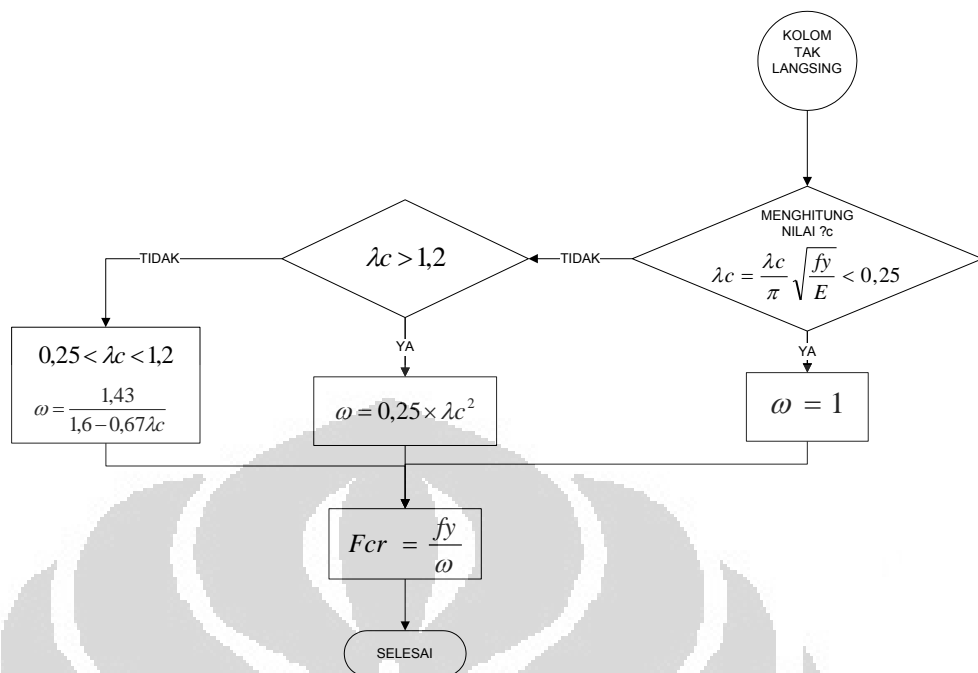 KOLOM
TAK
LANGSING
MENGHITUNG
NILAI ?c
λc = λc/π √(fy/E) < 0,25
TIDAK
λc > 1,2
TIDAK
YA
YA
0,25 < λc < 1,2
ω = 1,43/(1,6−0,67λc)
ω = 0,25 × λc²
ω = 1
Fcr = fy/ω
SELESAI